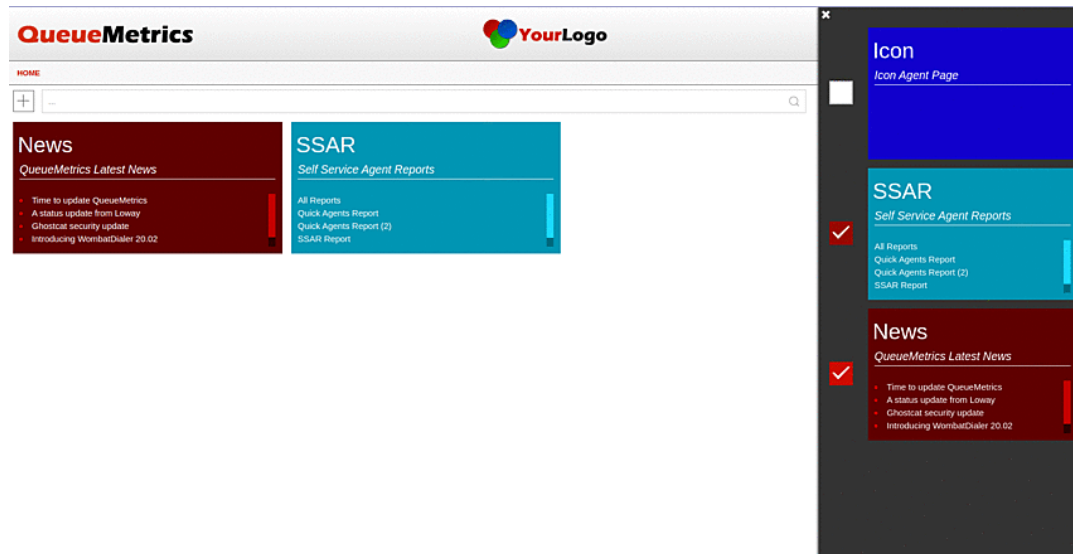 QueueMetrics
YourLogo
HOME
...
News
QueueMetrics Latest News
Time to update QueueMetrics
A status update from Loway
Ghostcat security update
Introducing WombatDialer 20.02
SSAR
Self Service Agent Reports
All Reports
Quick Agents Report
Quick Agents Report (2)
SSAR Report
Icon
Icon Agent Page
SSAR
Self Service Agent Reports
All Reports
Quick Agents Report
Quick Agents Report (2)
SSAR Report
News
QueueMetrics Latest News
Time to update QueueMetrics
A status update from Loway
Ghostcat security update
Introducing WombatDialer 20.02